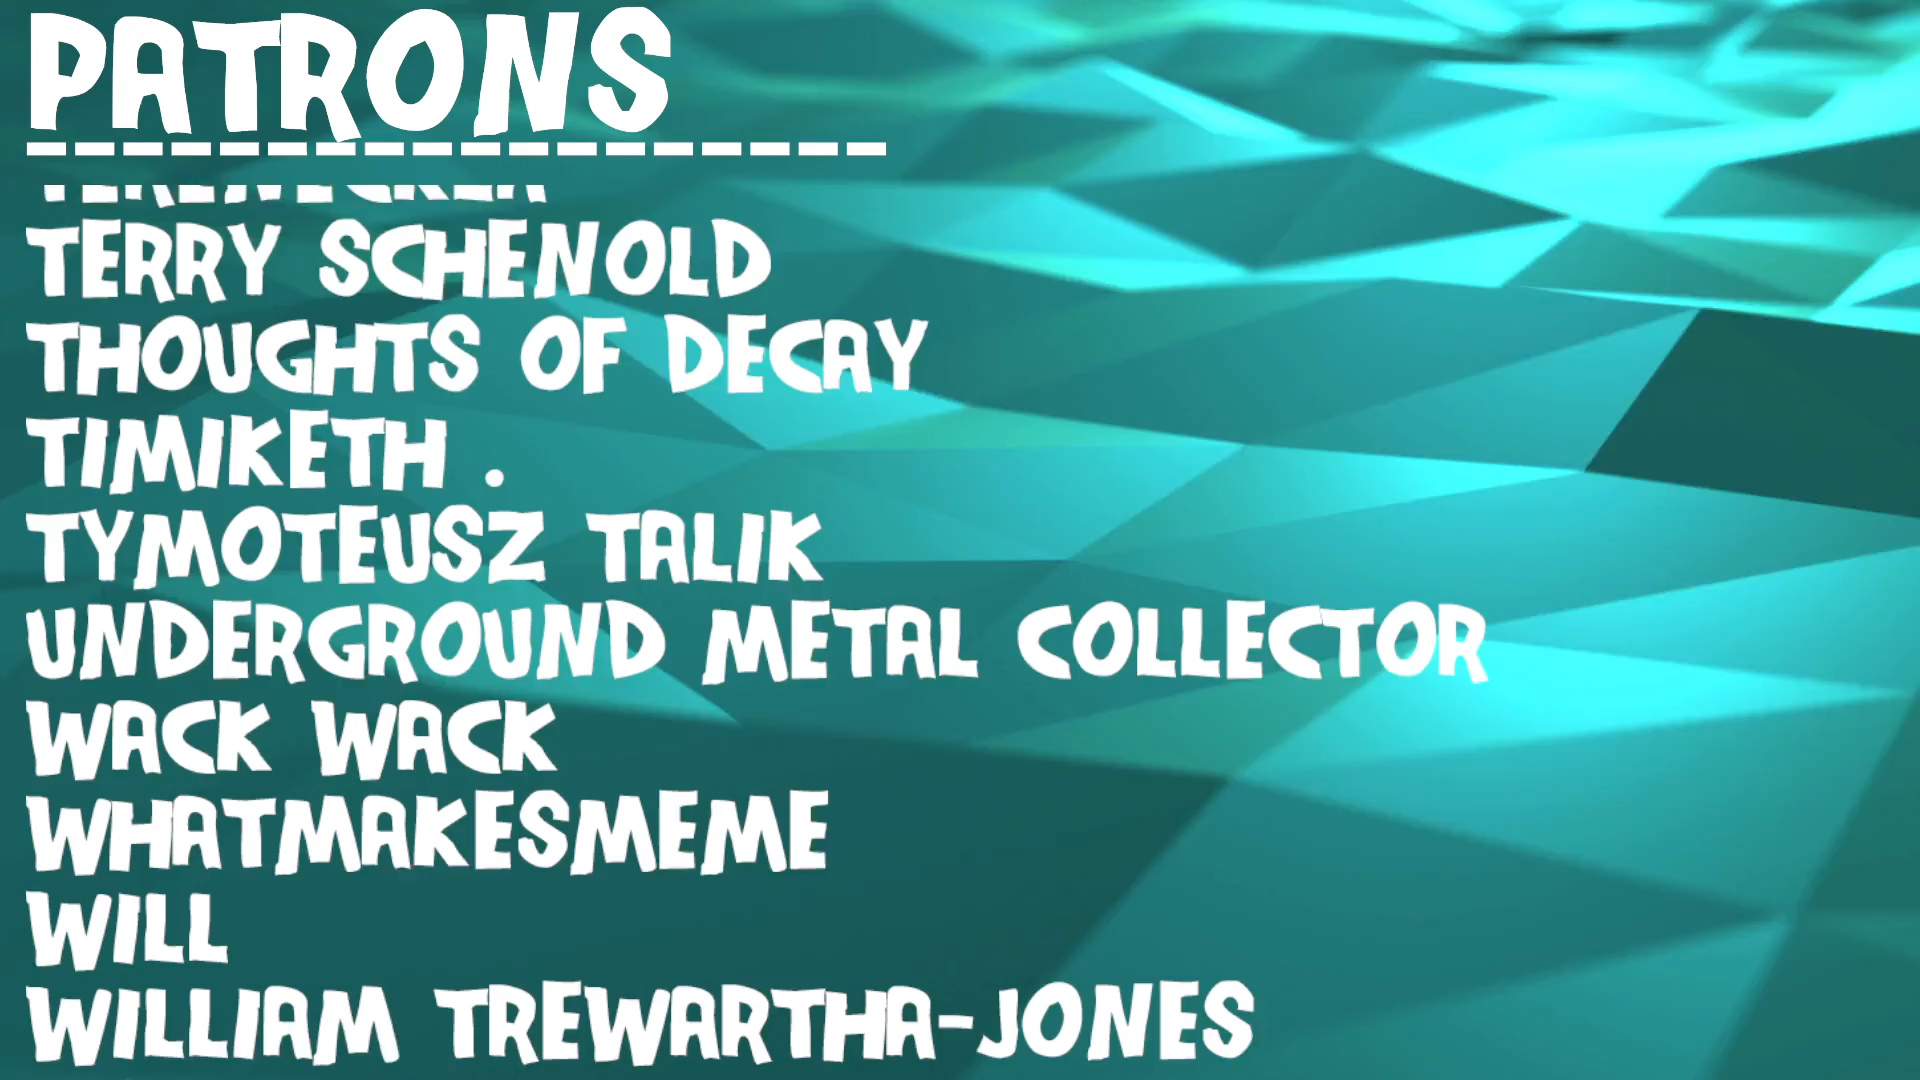 PATRONS
------------------
TERRY SCHENOLD
THOUGHTS OF DECAY
TIMIKETH .
TYMOTEUSZ TALIK
UNDERGROUND METAL COLLECTOR
WACK WACK
WHATMAKESMEME
WILL
WILLIAM TREWARTHA-JONES